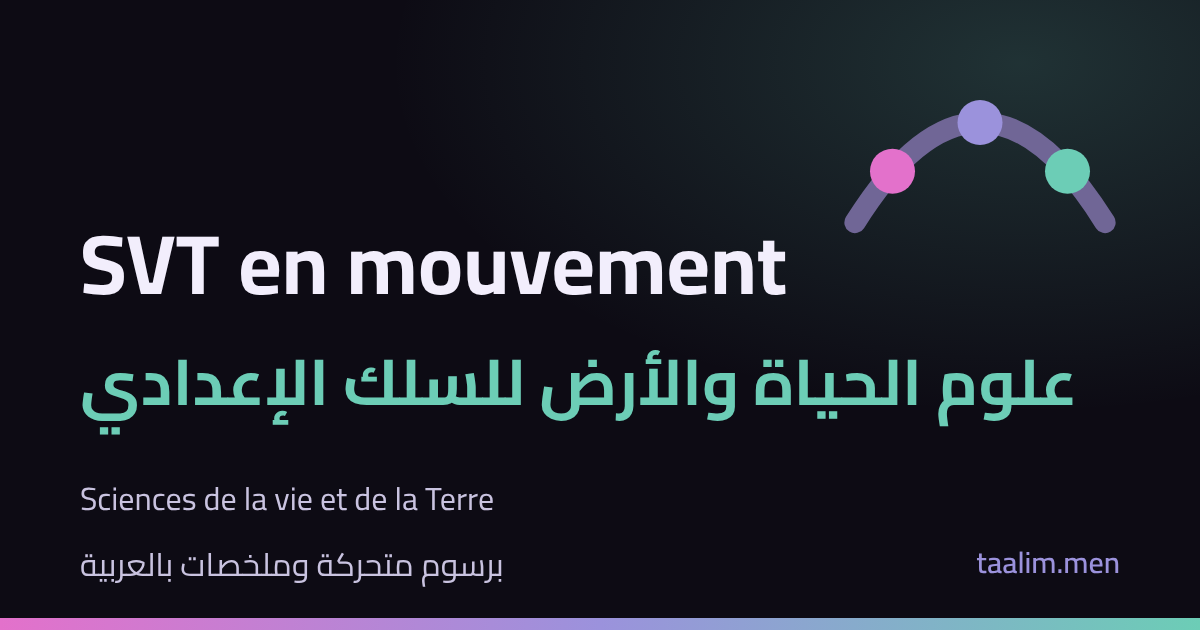 SVT en mouvement
علوم الحياة والأرض للسلك الإعدادي
Sciences de la vie et de la Terre
برسوم متحركة وملخصات بالعربية
taalim.men